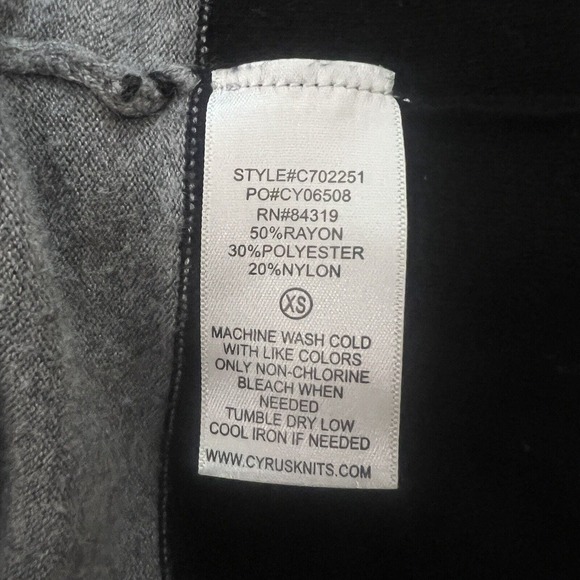 STYLE#C702251
PO#CY06508
RN#84319
50%RAYON
30%POLYESTER
20%NYLON
XS
MACHINE WASH COLD
WITH LIKE COLORS
ONLY NON-CHLORINE
BLEACH WHEN
NEEDED
TUMBLE DRY LOW
COOL IRON IF NEEDED
WWW.CYRUSKNITS.COM